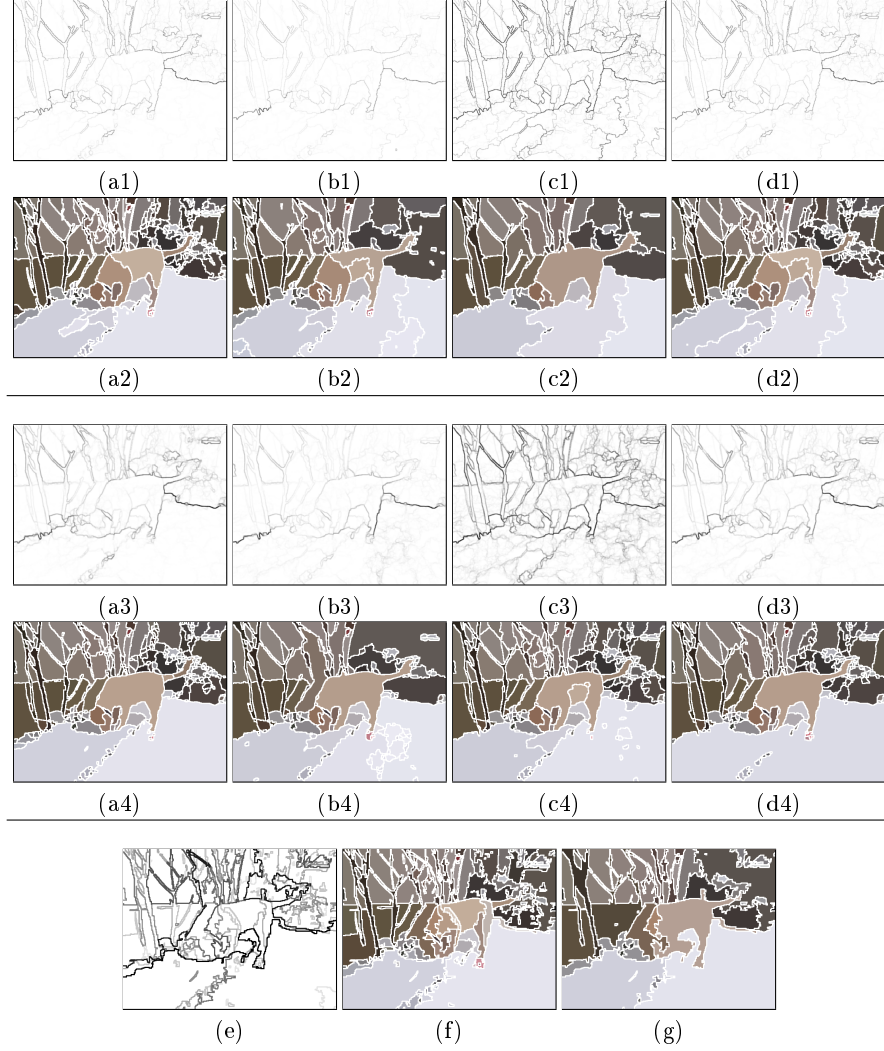 (a1) (b1) (c1) (d1)
(a2) (b2) (c2) (d2)
(a3) (b3) (c3) (d3)
(a4) (b4) (c4) (d4)
(e) (f) (g)